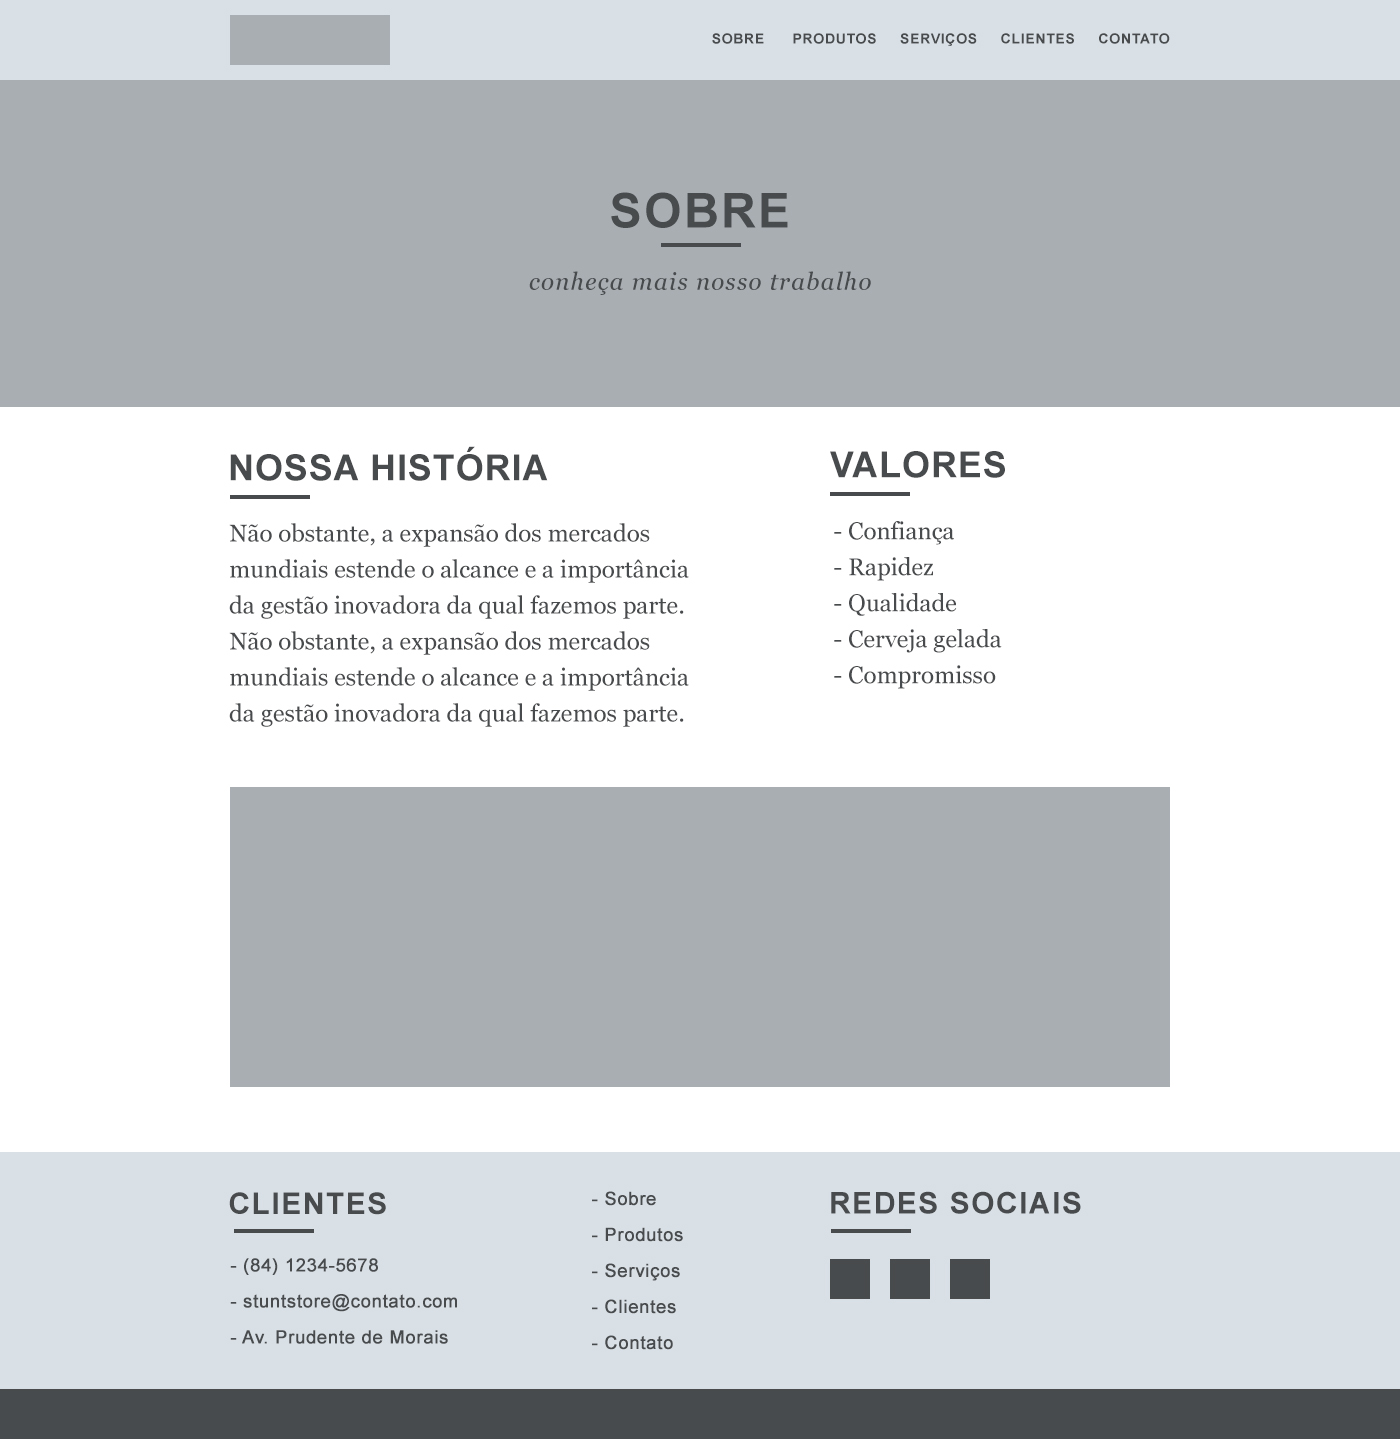 SOBRE PRODUTOS SERVIÇOS CLIENTES CONTATO
SOBRE
conheça mais nosso trabalho
NOSSA HISTÓRIA
Não obstante, a expansão dos mercados
mundiais estende o alcance e a importância
da gestão inovadora da qual fazemos parte.
Não obstante, a expansão dos mercados
mundiais estende o alcance e a importância
da gestão inovadora da qual fazemos parte.
VALORES
- Confiança
- Rapidez
- Qualidade
- Cerveja gelada
- Compromisso
CLIENTES
- (84) 1234-5678
- stuntstore@contato.com
- Av. Prudente de Morais
- Sobre
- Produtos
- Serviços
- Clientes
- Contato
REDES SOCIAIS